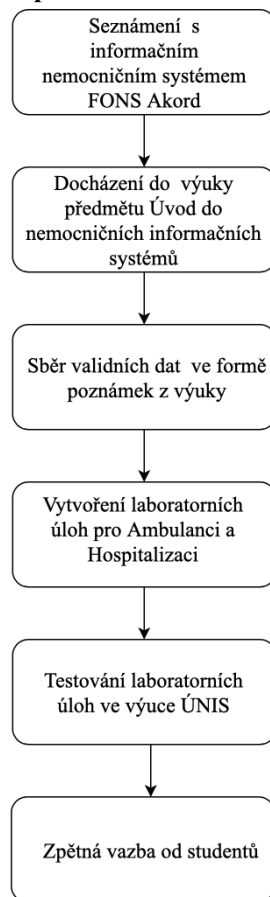 Seznámení s
informačním
nemocničním systémem
FONS Akord
Docházení do výuky
předmětu Úvod do
nemocničních informačních
systémů
Sběr validních dat ve formě
poznámek z výuky
Vytvoření laboratorních
úloh pro Ambulanci a
Hospitalizaci
Testování laboratorních
úloh ve výuce ÚNIS
Zpětná vazba od studentů